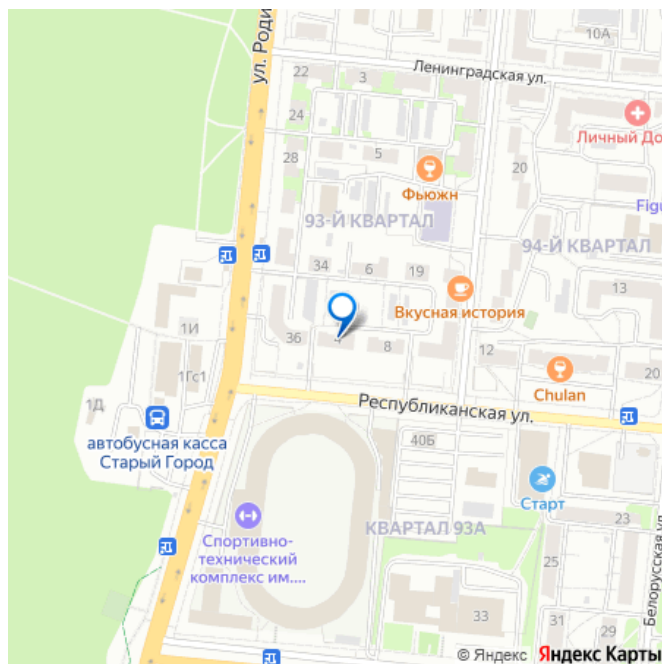 10А
ул. Роди
Ленинградская ул.
22
3
24
Личный До
28
5
20
Фьюжн
Figu
93-Й КВАРТАЛ
94-Й КВАРТАЛ
34
6
19
13
Вкусная история
1И
36
8
12
1Гс1
20
Chulan
1Д
Республиканская ул.
автобусная касса
Старый Город
40Б
Старт
КВАРТАЛ 93А
23
Спортивно-
технический
комплекс им....
25
Белорусская ул
33
31
29
© Яндекс Яндекс Карты